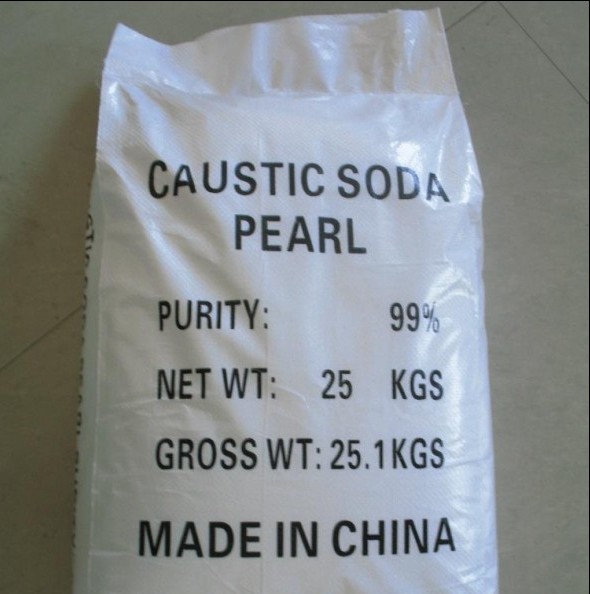 CAUSTIC SODA
PEARL
PURITY: 99%
NET WT: 25 KGS
GROSS WT: 25.1KGS
MADE IN CHINA